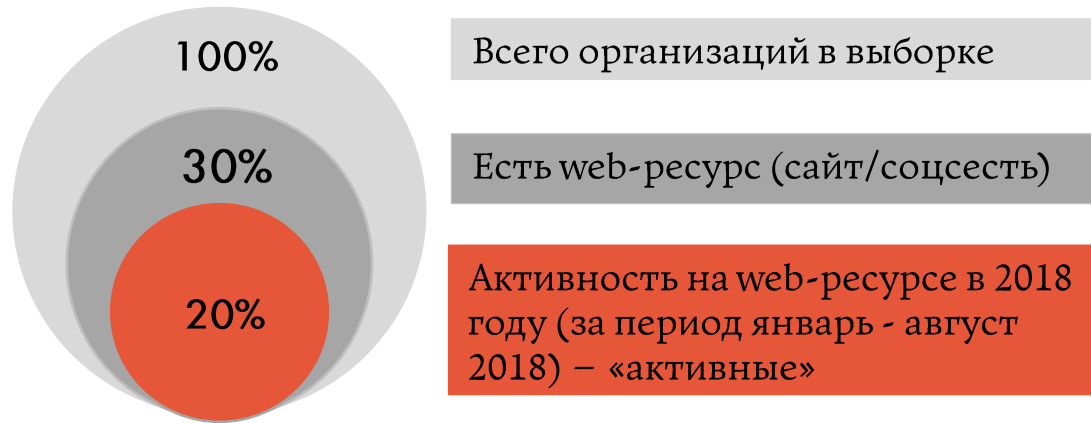 100%
Всего организаций в выборке
30%
Есть web-ресурс (сайт/соцсесть)
20%
Активность на web-ресурсе в 2018
году (за период январь - август
2018) – «активные»